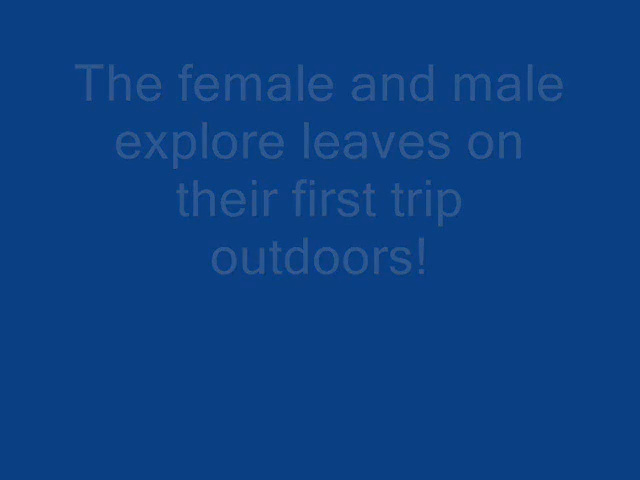 The female and male
explore leaves on
their first trip
outdoors!